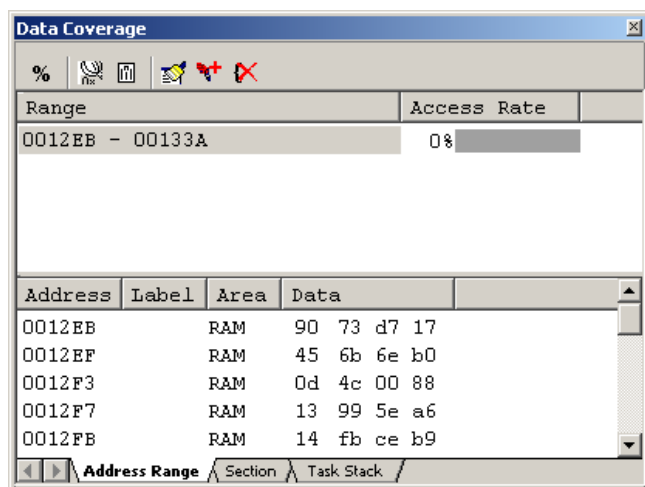 Data Coverage
%
Range Access Rate
0012EB - 00133A 0%
Address Label Area Data
0012EB RAM 90 73 d7 17
0012EF RAM 45 6b 6e b0
0012F3 RAM 0d 4c 00 88
0012F7 RAM 13 99 5e a6
0012FB RAM 14 fb ce b9
Address Range Section Task Stack